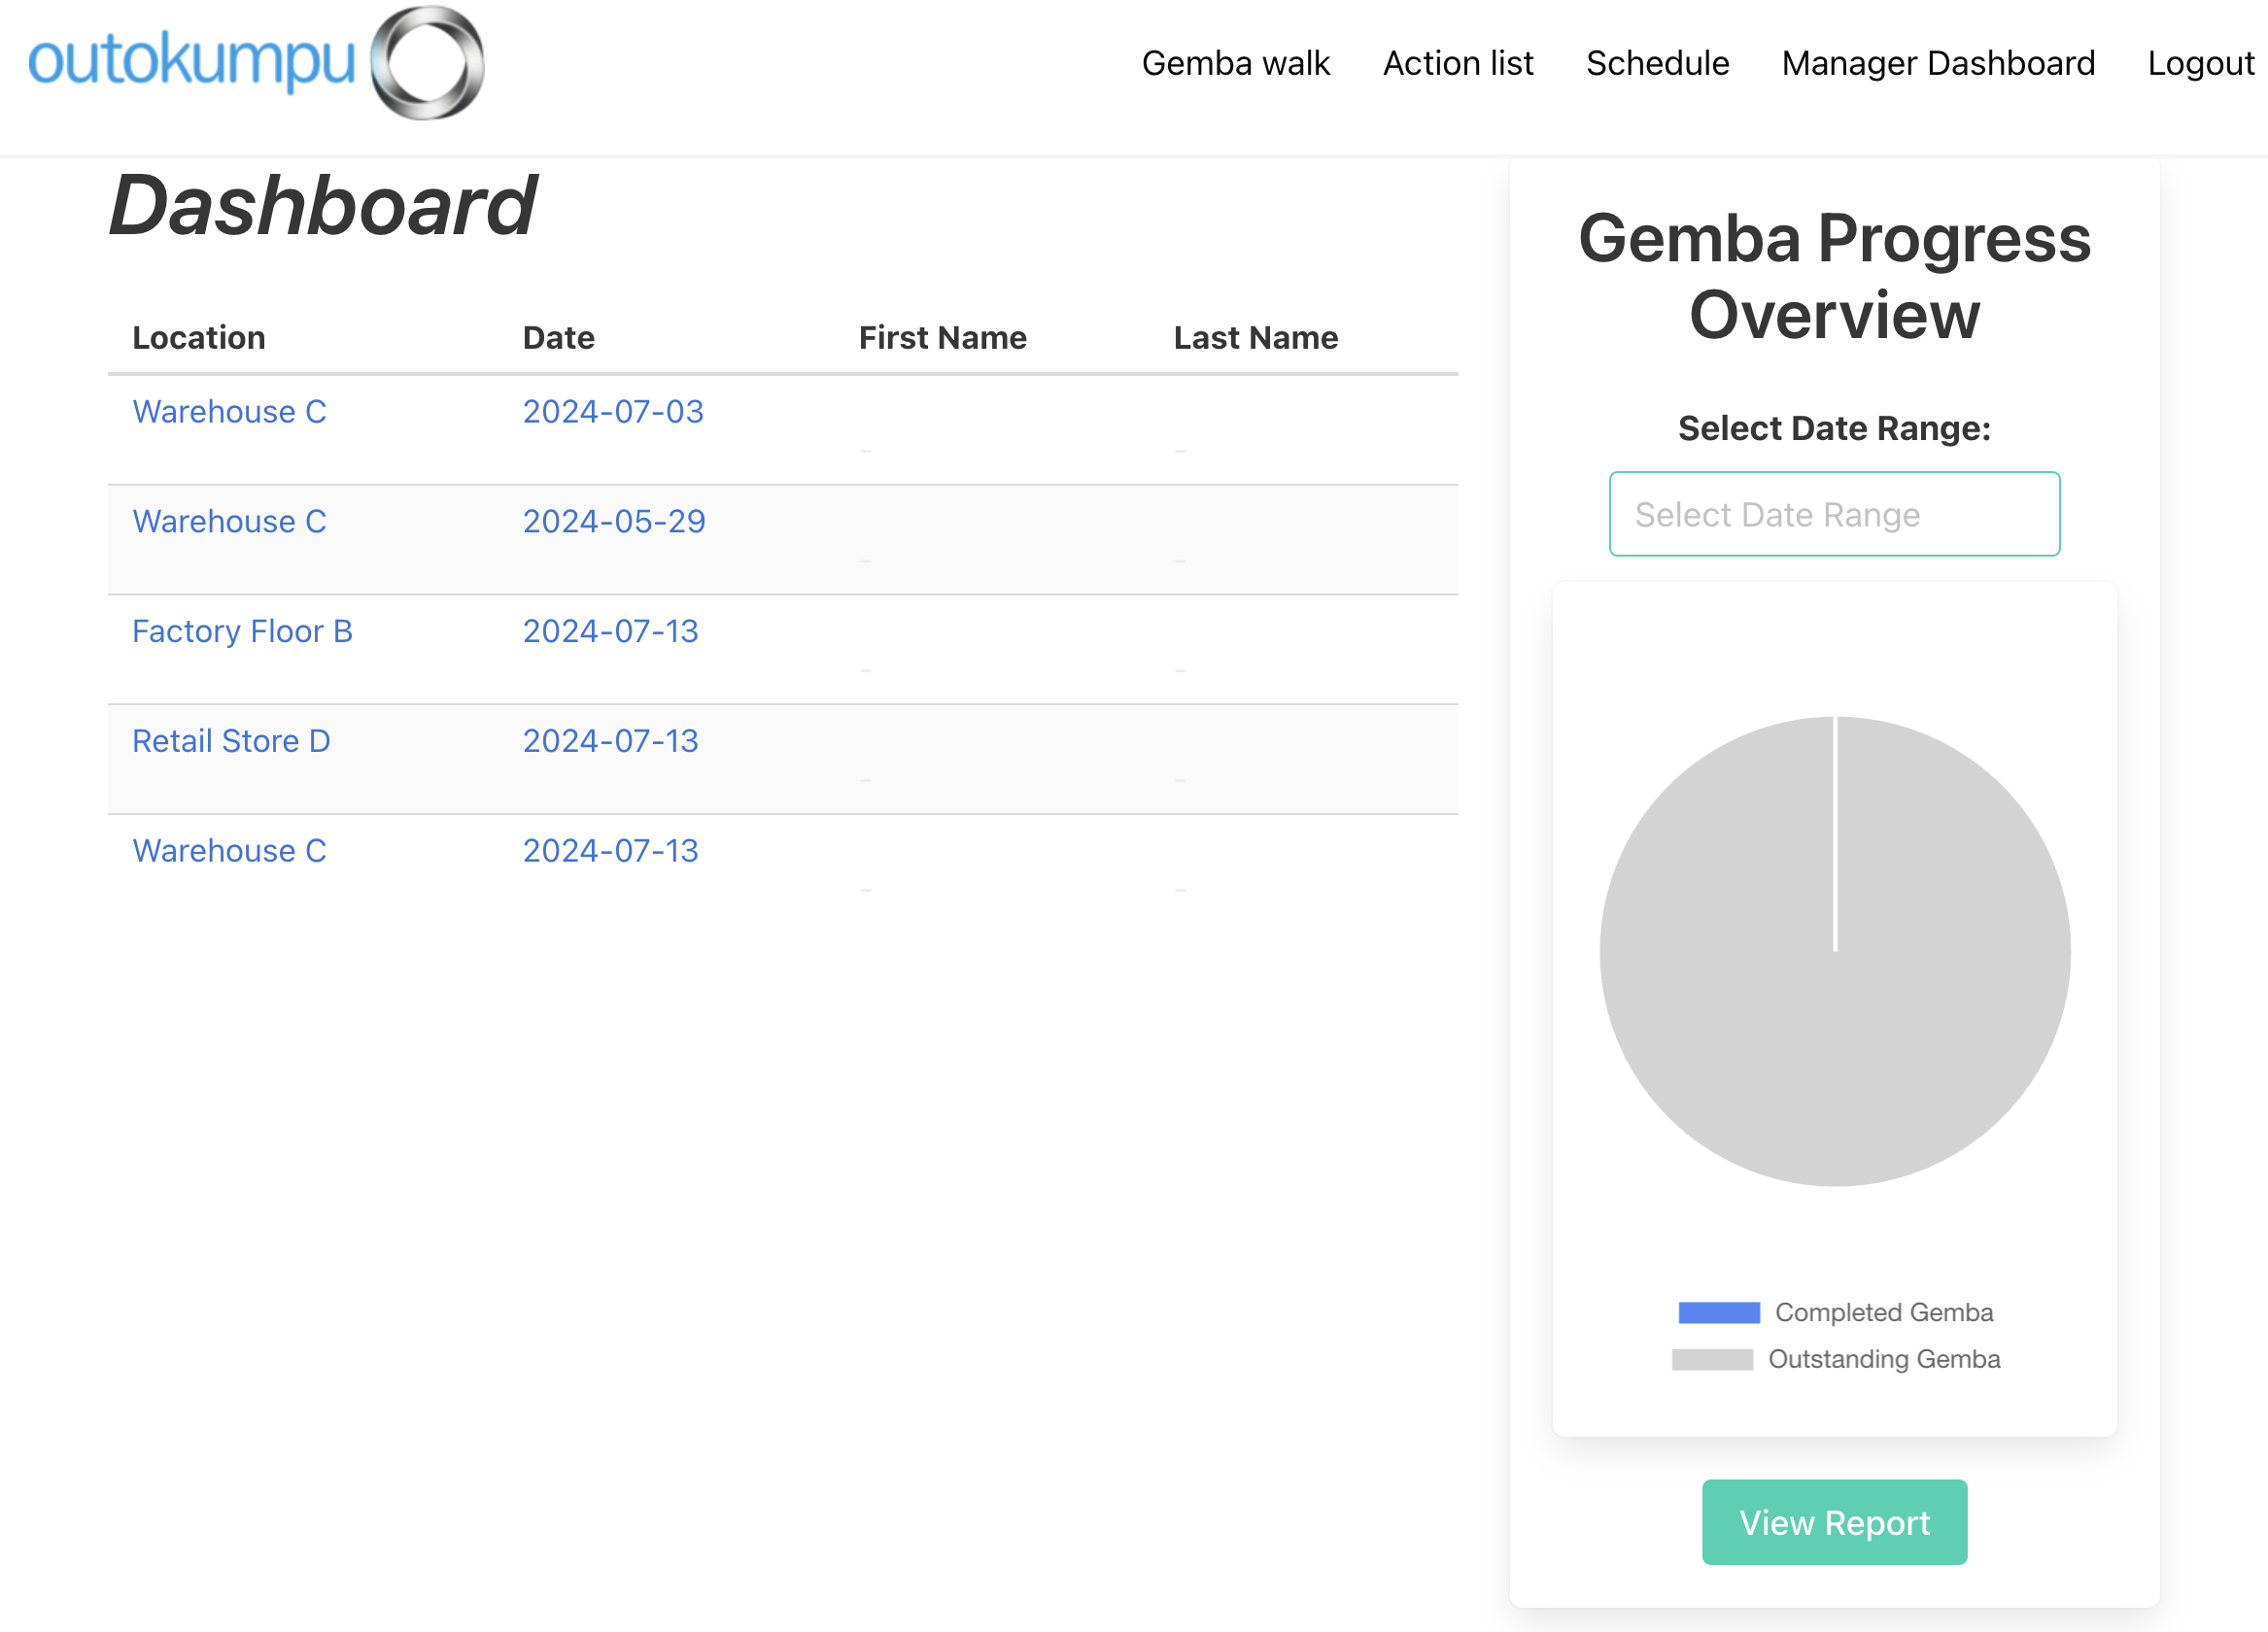 outokumpu
Gemba walk Action list Schedule Manager Dashboard Logout
Dashboard
Location Date First Name Last Name
Warehouse C 2024-07-03
- -
Warehouse C 2024-05-29
- -
Factory Floor B 2024-07-13
- -
Retail Store D 2024-07-13
- -
Warehouse C 2024-07-13
- -
Gemba Progress
Overview
Select Date Range:
Select Date Range
Completed Gemba
Outstanding Gemba
View Report